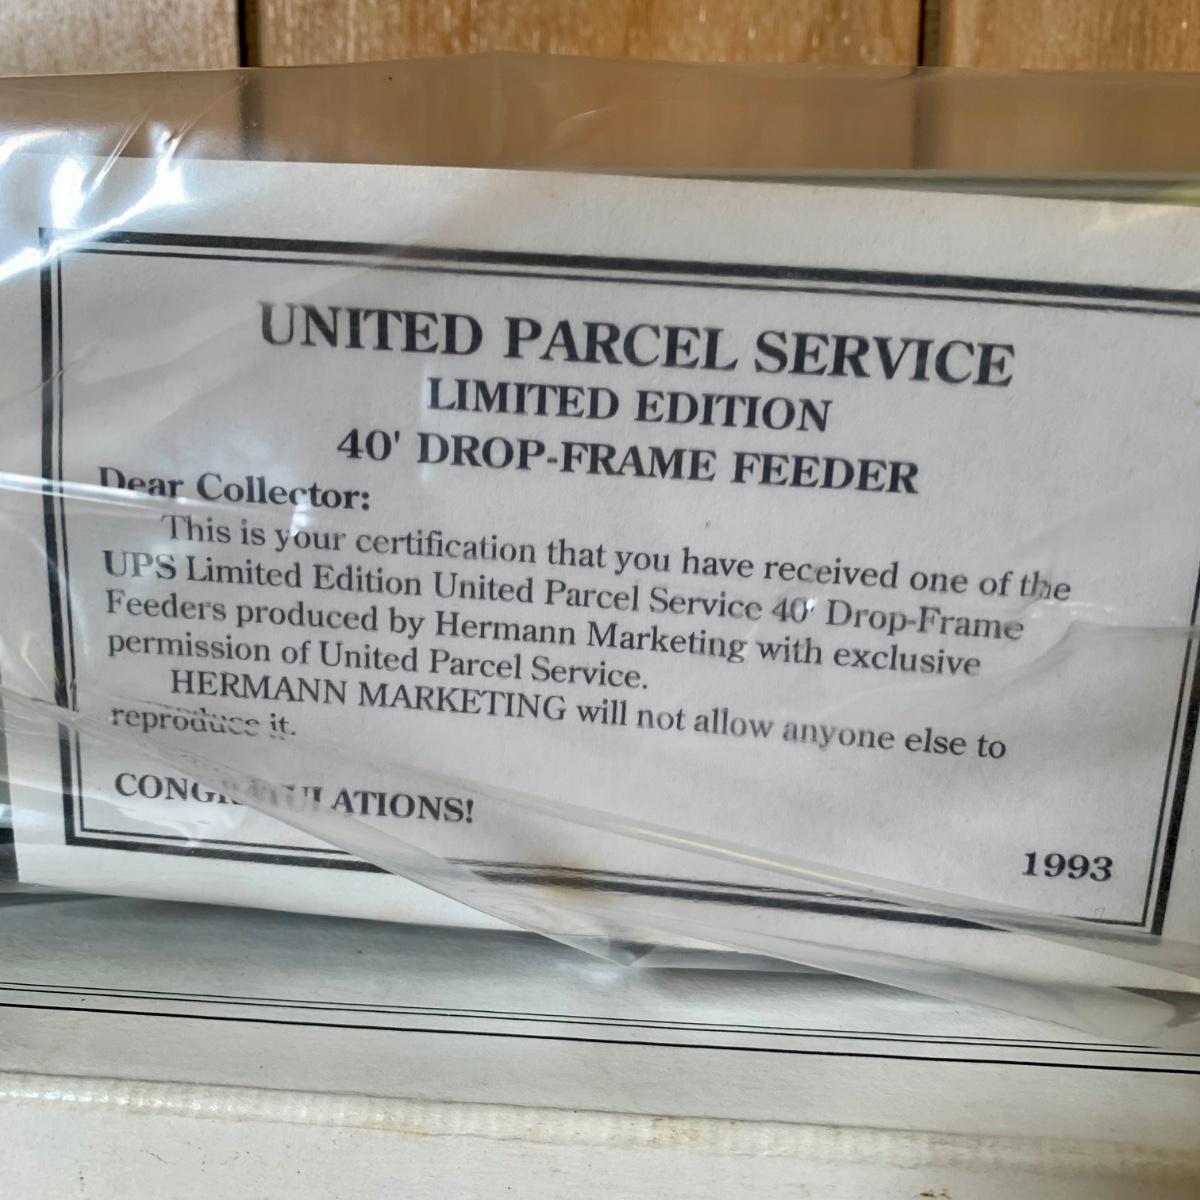 UNITED PARCEL SERVICE
LIMITED EDITION
40' DROP-FRAME FEEDER
Dear Collector:
This is your certification that you have received one of the
UPS Limited Edition United Parcel Service 40' Drop-Frame
Feeders produced by Hermann Marketing with exclusive
permission of United Parcel Service.
HERMANN MARKETING will not allow anyone else to
reproduce it.
CONGRATULATIONS!
1993